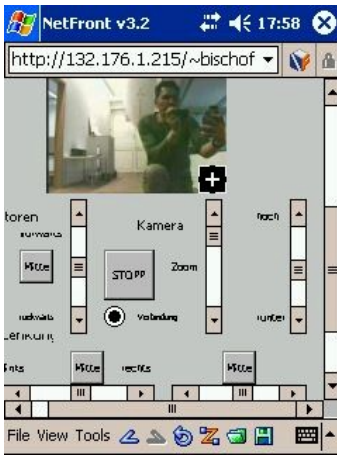 NetFront v3.2 17:58
http://132.176.1.215/~bischof
toren
Kamera
hoch
Mitte
STOPP
Zoom
rückwärts
Verbindung
runter
Lenkung
links
Mitte
rechts
Mitte
File View Tools